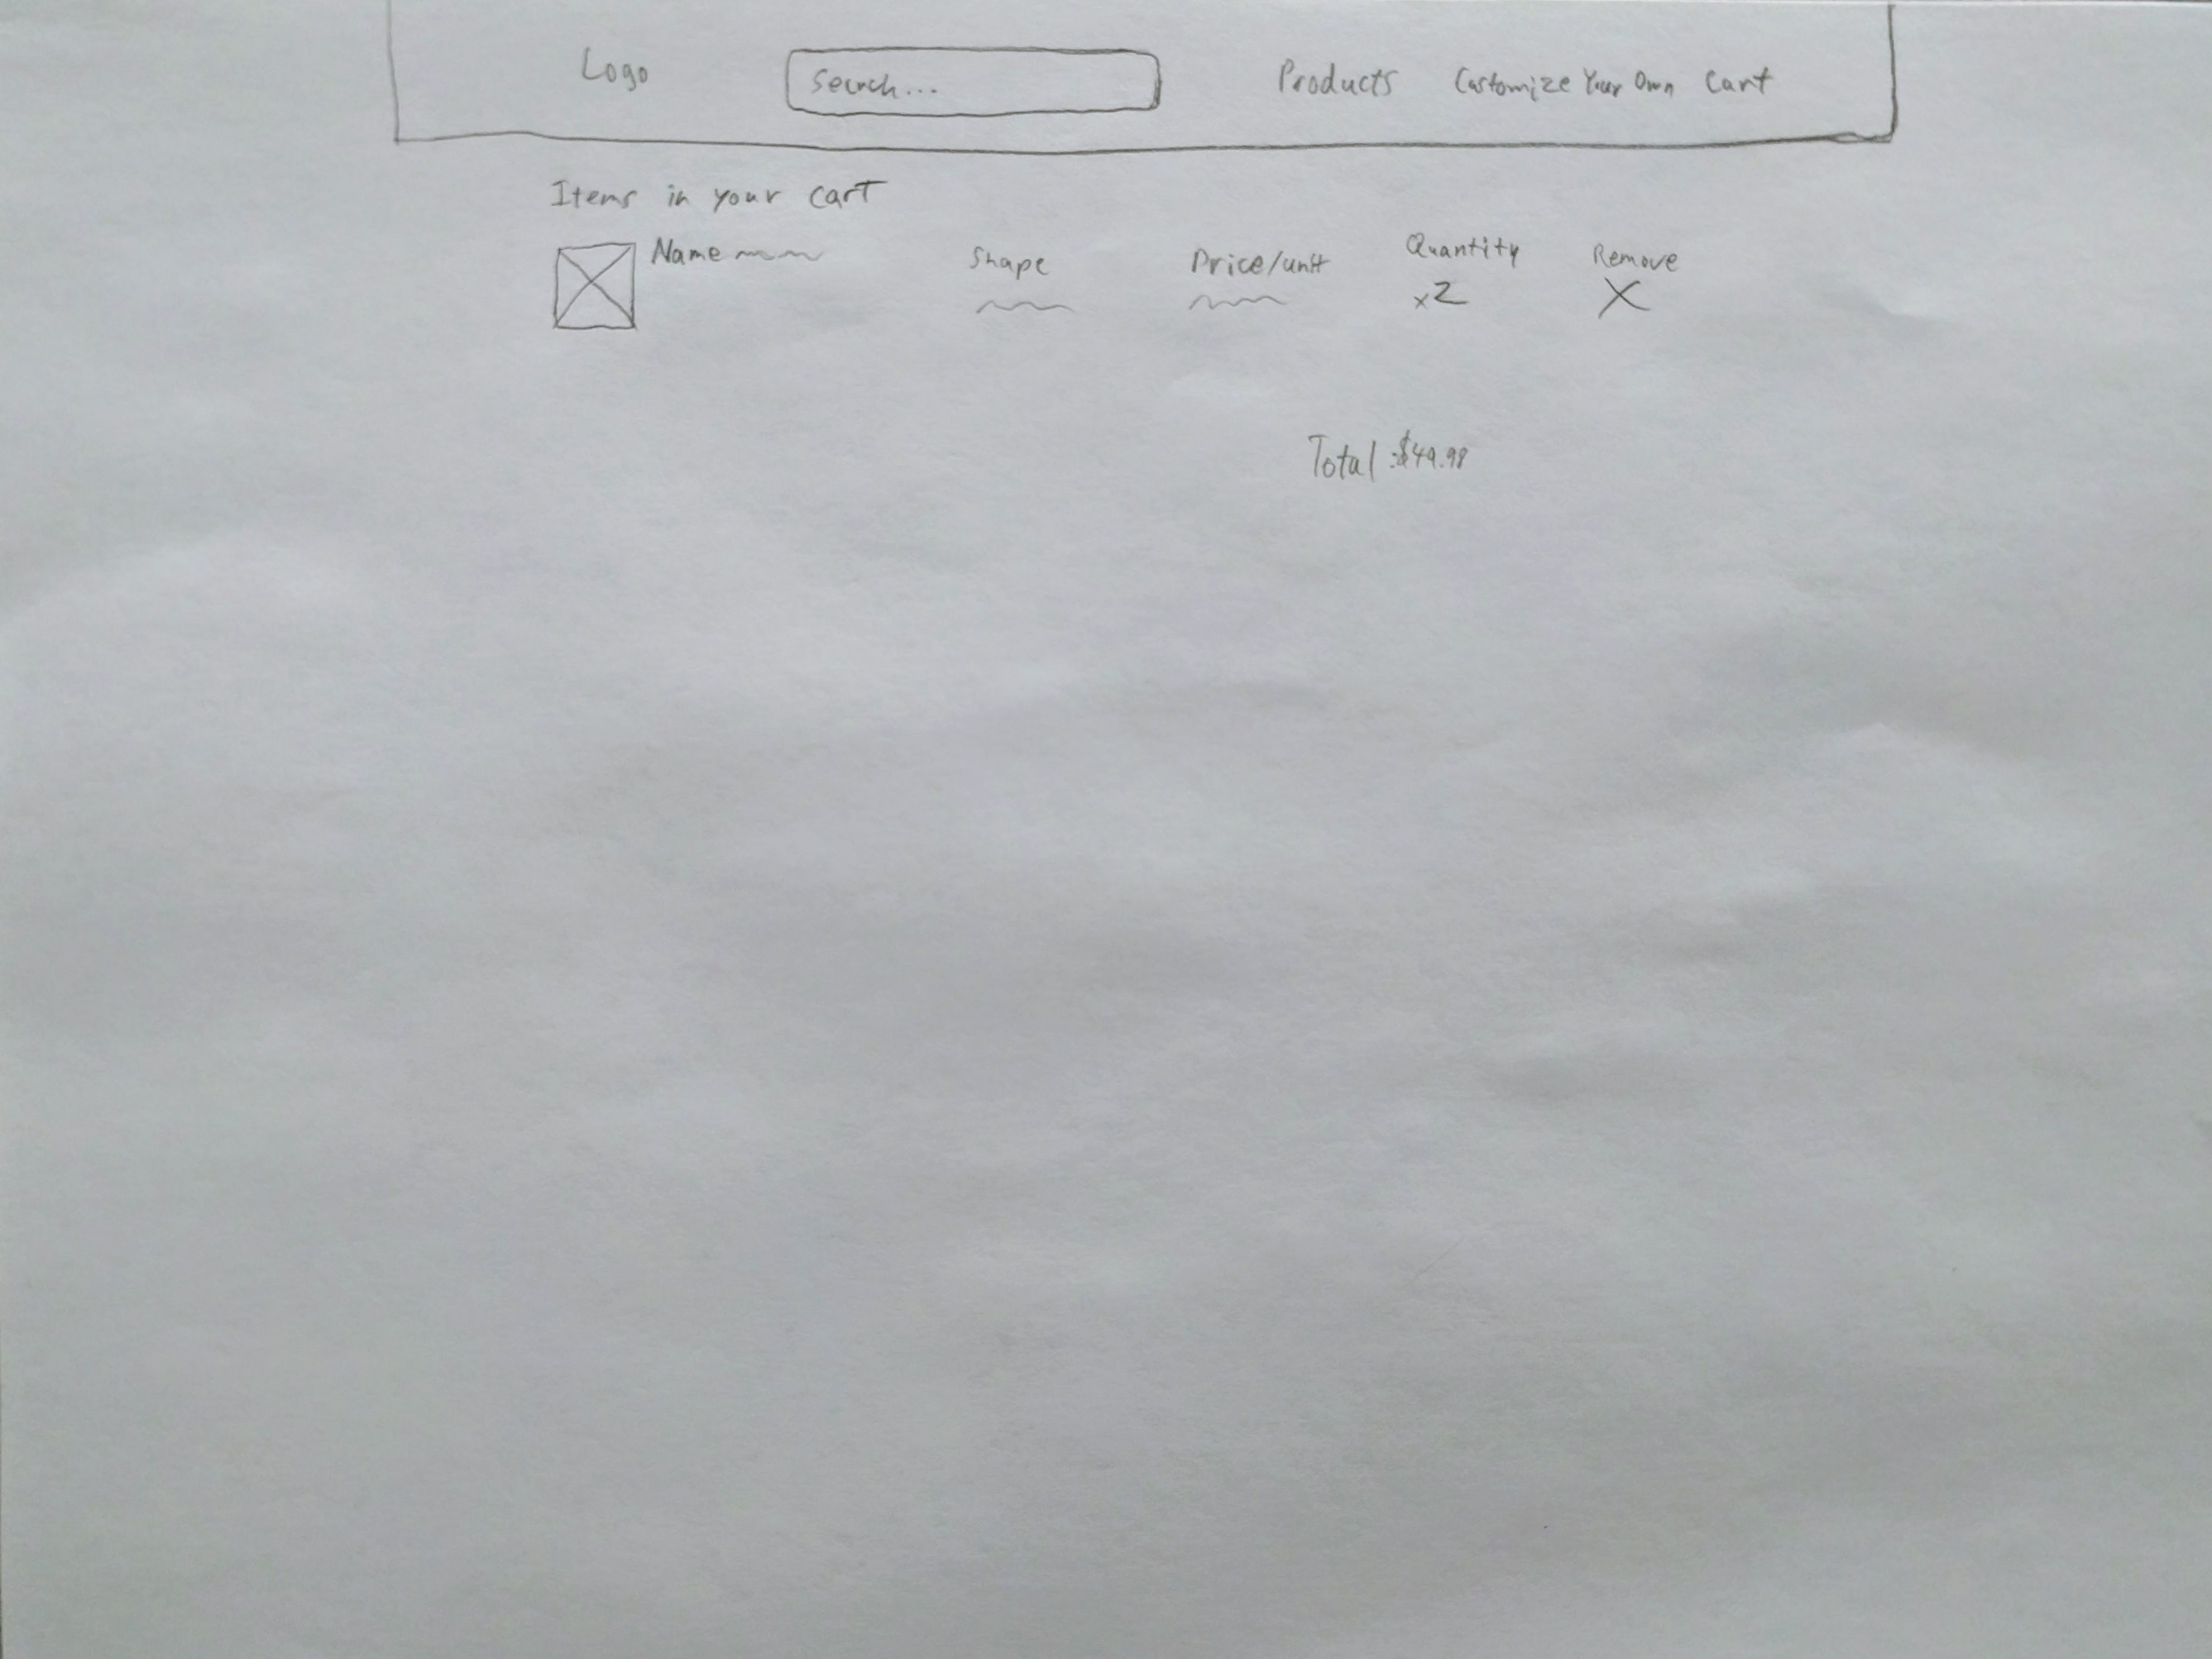 Logo Search... Products Customize Your Own Cart
Items in your cart
Name Shape Price/unit Quantity Remove
x2 X
Total: $49.98